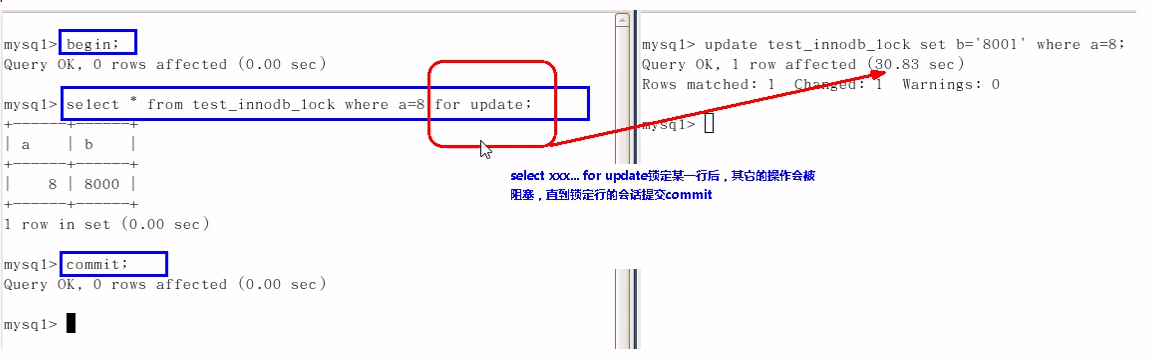 mysql> begin;
Query OK, 0 rows affected (0.00 sec)
mysql> select * from test_innodb_lock where a=8 for update;
+------+------+
| a    | b    |
+------+------+
|    8 | 8000 |
+------+------+
1 row in set (0.00 sec)
mysql> commit;
Query OK, 0 rows affected (0.00 sec)
mysql>
mysql> update test_innodb_lock set b='8001' where a=8;
Query OK, 1 row affected (30.83 sec)
Rows matched: 1  Changed: 1  Warnings: 0
mysql>
select xxx... for update锁定某一行后，其它的操作会被
阻塞，直到锁定行的会话提交commit